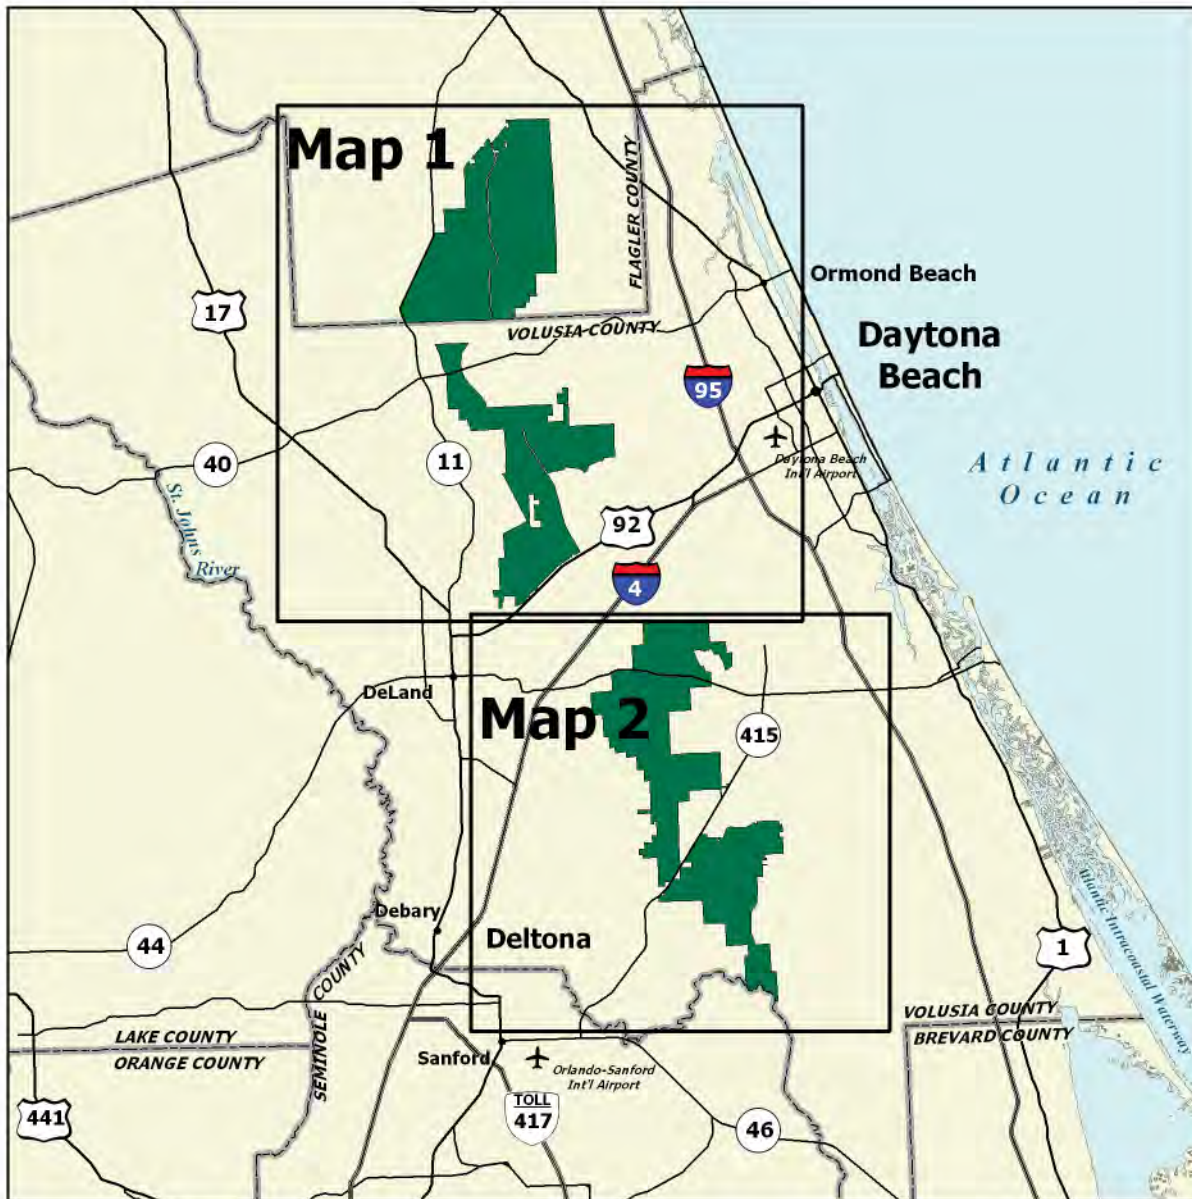 Map 1
FLAGLER COUNTY
Ormond Beach
17
VOLUSIA COUNTY
Daytona
Beach
95
40
11
Daytona Beach
Int'l Airport
Atlantic
Ocean
St. Johns
River
92
4
DeLand
Map 2
415
Debary
Deltona
44
1
Atlantic Intracoastal Waterway
SEMINOLE COUNTY
VOLUSIA COUNTY
BREVARD COUNTY
LAKE COUNTY
ORANGE COUNTY
Sanford
Orlando-Sanford
Int'l Airport
441
TOLL
417
46